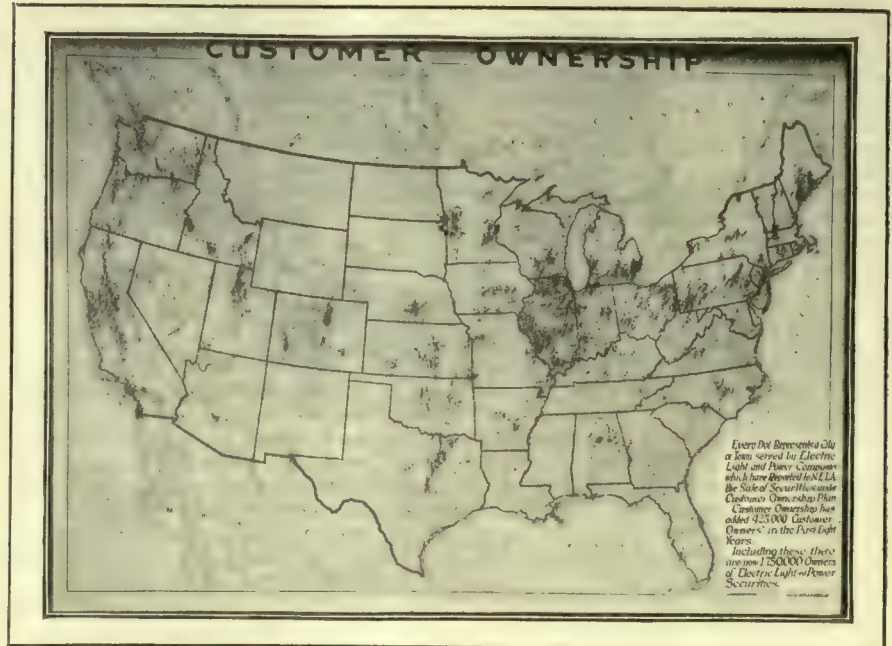 CUSTOMER OWNERSHIP
Every Dot Represents a City
or Town served by Electric
Light and Power Companies
which have Reported to N.E.L.A.
the Sale of Securities under
Customer Ownership Plan
Customer Ownership has
added 425,000 "Customer
Owners" in the Past Eight
Years.
Including these there
are now 1,750,000 Owners
of Electric Light and Power
Securities.